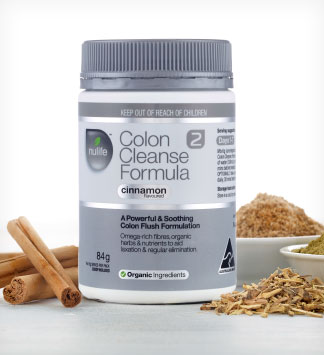 KEEP OUT OF REACH OF CHILDREN
nulife
Colon
Cleanse
Formula
2
cinnamon
flavoured
A Powerful & Soothing
Colon Flush Formulation
Omega-rich fibres, organic
herbs & nutrients to aid
laxation & regular elimination.
84g
Organic Ingredients